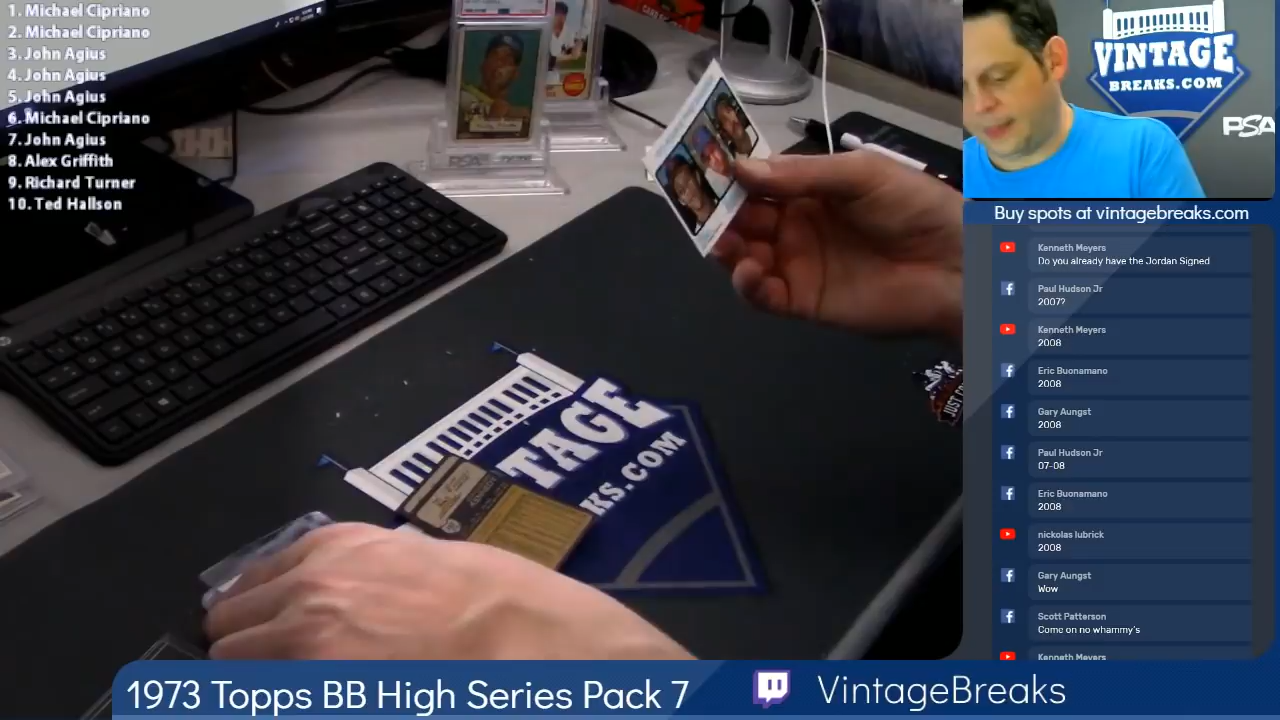 1. Michael Cipriano
2. Michael Cipriano
3. John Agius
4. John Agius
5. John Agius
6. Michael Cipriano
7. John Agius
8. Alex Griffith
9. Richard Turner
10. Ted Hallson
VINTAGE
BREAKS.COM
PSA
Buy spots at vintagebreaks.com
Kenneth Meyers
Do you already have the Jordan Signed
Paul Hudson Jr
2007?
Kenneth Meyers
2008
Eric Buonamano
2008
Gary Aungst
2008
Paul Hudson Jr
07-08
Eric Buonamano
2008
nickolas lubrick
2008
Gary Aungst
Wow
Scott Patterson
Come on no whammy's
Kenneth Meyers
TAGE
KS.COM
PSA
JUST
1973 Topps BB High Series Pack 7
VintageBreaks